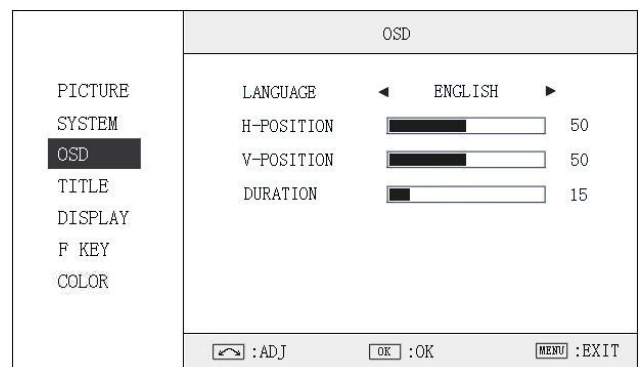 OSD
PICTURE
SYSTEM
OSD
TITLE
DISPLAY
F KEY
COLOR
LANGUAGE ◄ ENGLISH ►
H-POSITION 50
V-POSITION 50
DURATION 15
:ADJ OK :OK MENU :EXIT